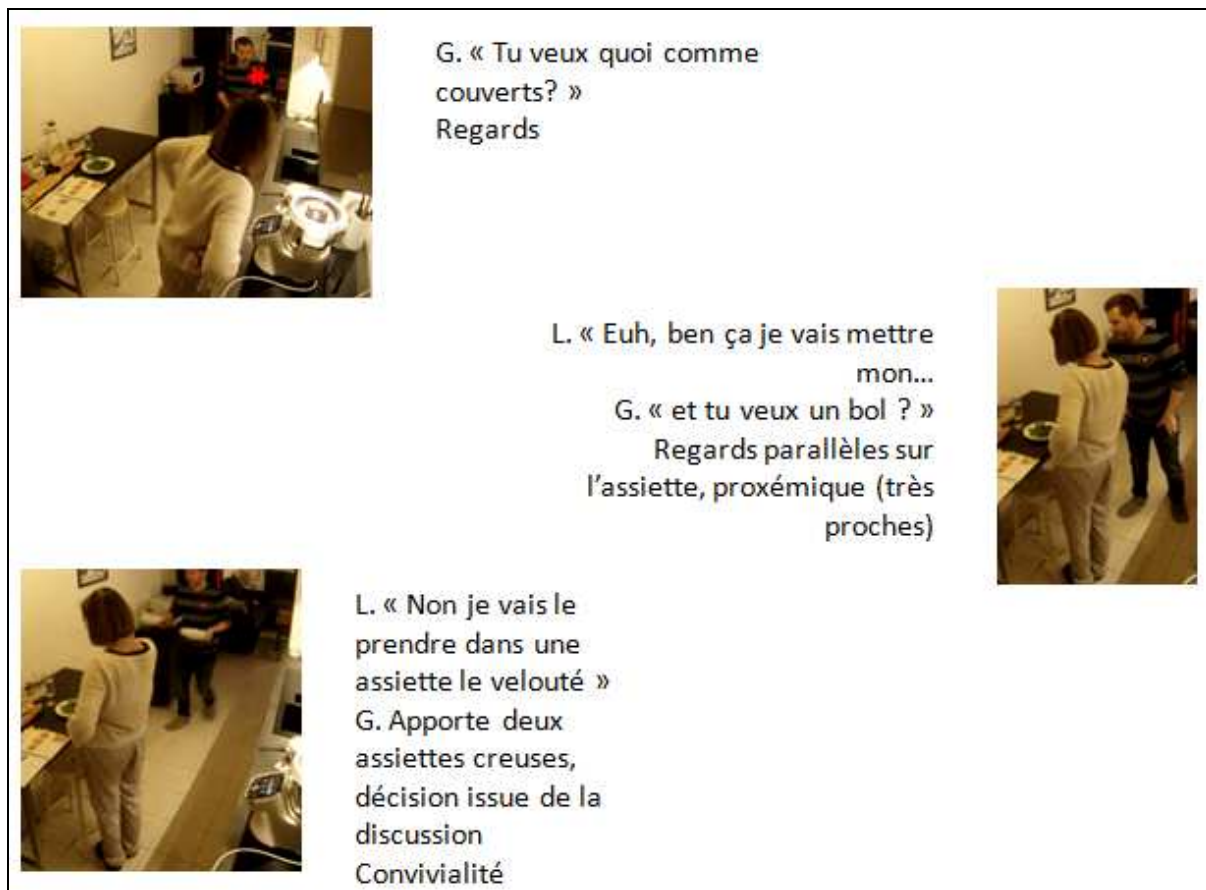 G. « Tu veux quoi comme
couverts? »
Regards
L. « Euh, ben ça je vais mettre
mon…
G. « et tu veux un bol ? »
Regards parallèles sur
l’assiette, proxémique (très
proches)
L. « Non je vais le
prendre dans une
assiette le velouté »
G. Apporte deux
assiettes creuses,
décision issue de la
discussion
Convivialité